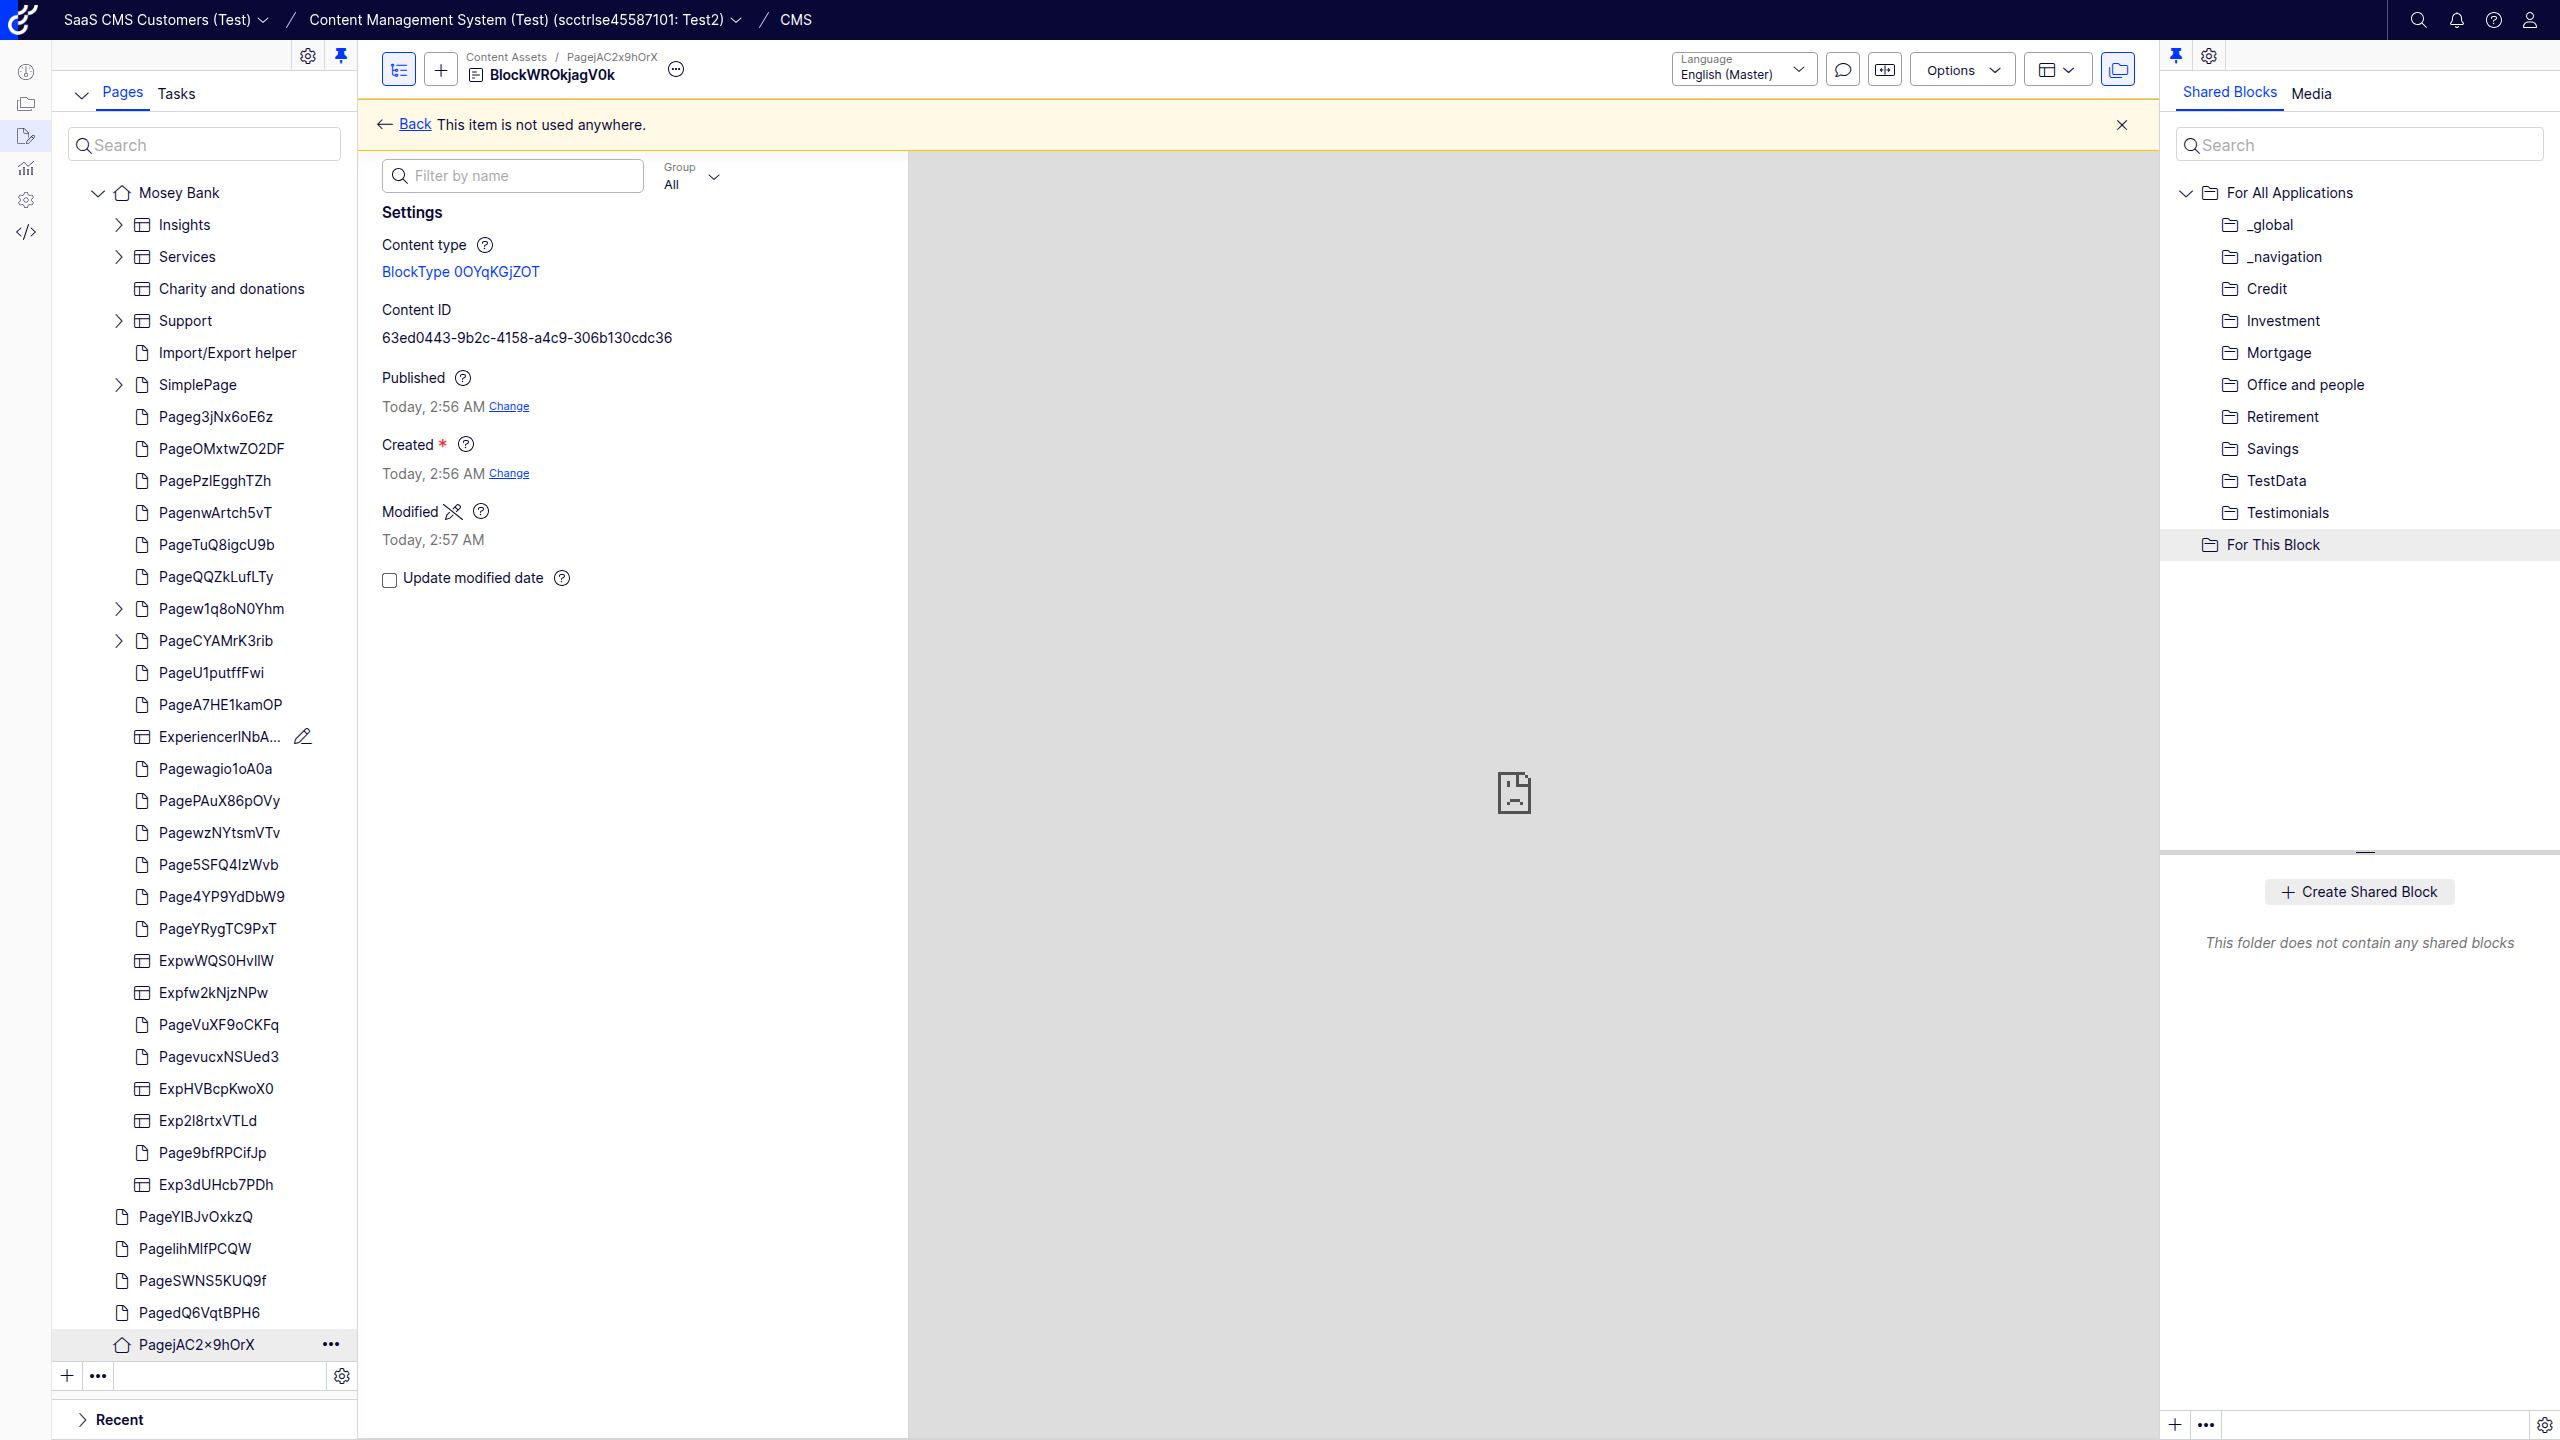 SaaS CMS Customers (Test) / Content Management System (Test) (scctrlse45587101: Test2) / CMS
Pages Tasks
Search
Mosey Bank
Insights
Services
Charity and donations
Support
Import/Export helper
SimplePage
Pageg3jNx6oE6z
PageOMxtwZO2DF
PagePzlEgghTZh
PagenwArtch5vT
PageTuQ8igcU9b
PageQQZkLufLTy
Pagew1q8oN0Yhm
PageCYAMrK3rib
PageU1putffFwi
PageA7HE1kamOP
ExperiencerlNbA...
Pagewagio1oA0a
PagePAuX86pOVy
PagewzNYtsmVTv
Page5SFQ4IzWvb
Page4YP9YdDbW9
PageYRygTC9PxT
ExpwWQS0HvllW
Expfw2kNjzNPw
PageVuXF9oCKFq
PagevucxNSUed3
ExpHVBcpKwoX0
Exp2l8rtxVTLd
Page9bfRPCifJp
Exp3dUHcb7PDh
PageYlBJvOxkzQ
PagelihMlfPCQW
PageSWNS5KUQ9f
PagedQ6VqtBPH6
PagejAC2×9hOrX
Recent
Content Assets / PagejAC2x9hOrX
BlockWROkjagV0k
Language
English (Master)
Options
Back This item is not used anywhere.
Filter by name
Group
All
Settings
Content type
BlockType 0OYqKGjZOT
Content ID
63ed0443-9b2c-4158-a4c9-306b130cdc36
Published
Today, 2:56 AM Change
Created *
Today, 2:56 AM Change
Modified
Today, 2:57 AM
Update modified date
Shared Blocks Media
Search
For All Applications
_global
_navigation
Credit
Investment
Mortgage
Office and people
Retirement
Savings
TestData
Testimonials
For This Block
Create Shared Block
This folder does not contain any shared blocks